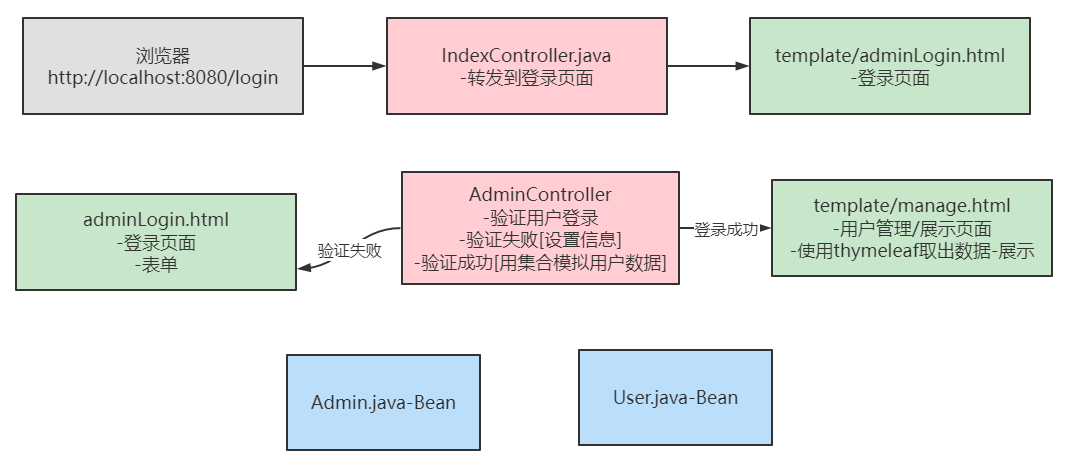 浏览器
http://localhost:8080/login
IndexController.java
-转发到登录页面
template/adminLogin.html
-登录页面
adminLogin.html
-登录页面
-表单
验证失败
AdminController
-验证用户登录
-验证失败[设置信息]
-验证成功[用集合模拟用户数据]
登录成功
template/manage.html
-用户管理/展示页面
-使用thymeleaf取出数据-展示
Admin.java-Bean
User.java-Bean